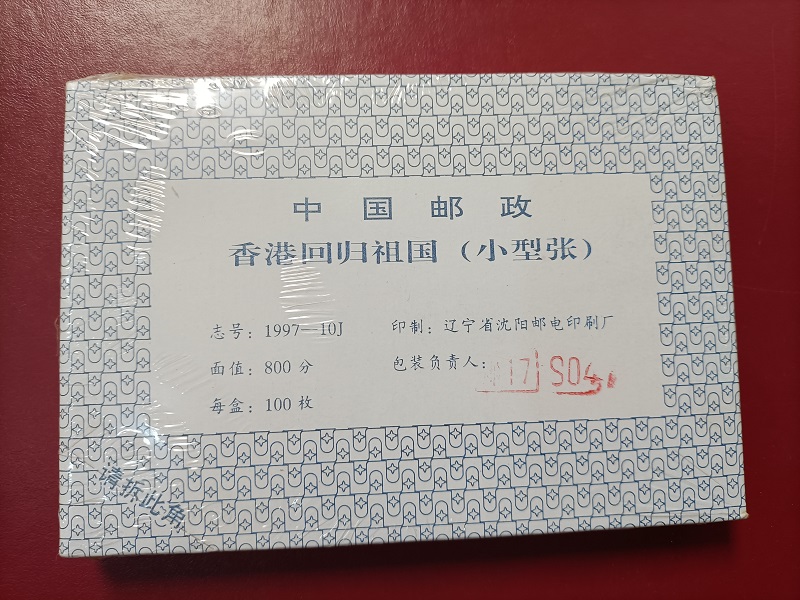 中国邮政
香港回归祖国（小型张）
志号：1997—10J 印制：辽宁省沈阳邮电印刷厂
面值：800分 包装负责人：17 S04
每盒：100枚
请拆此角